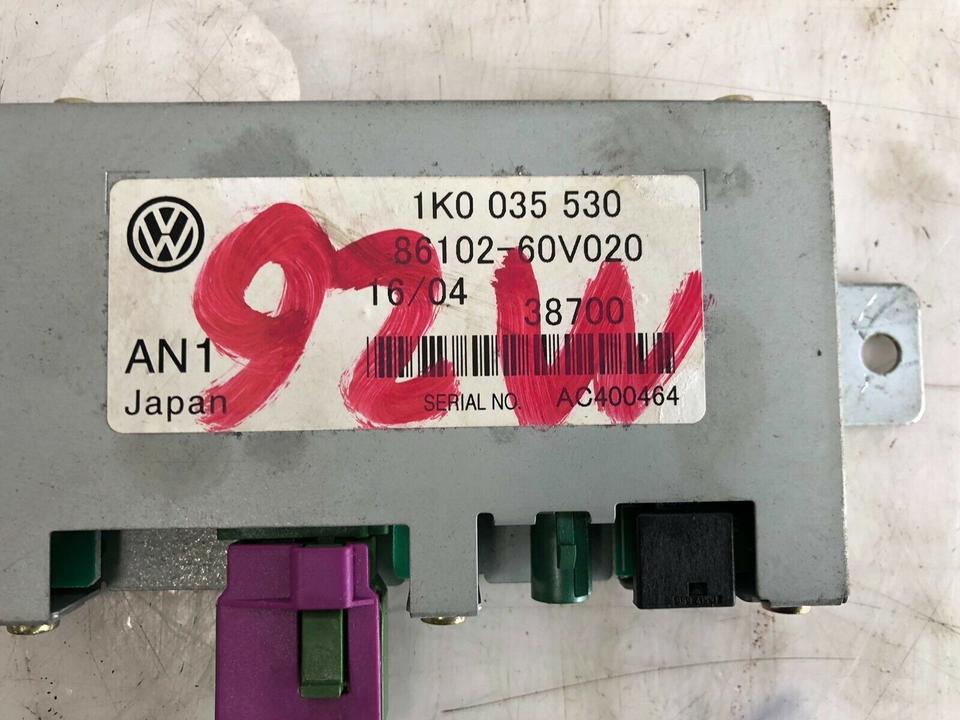 1K0 035 530
86102-60V020
16/04
38700
92W
AN1
Japan
SERIAL NO. AC400464